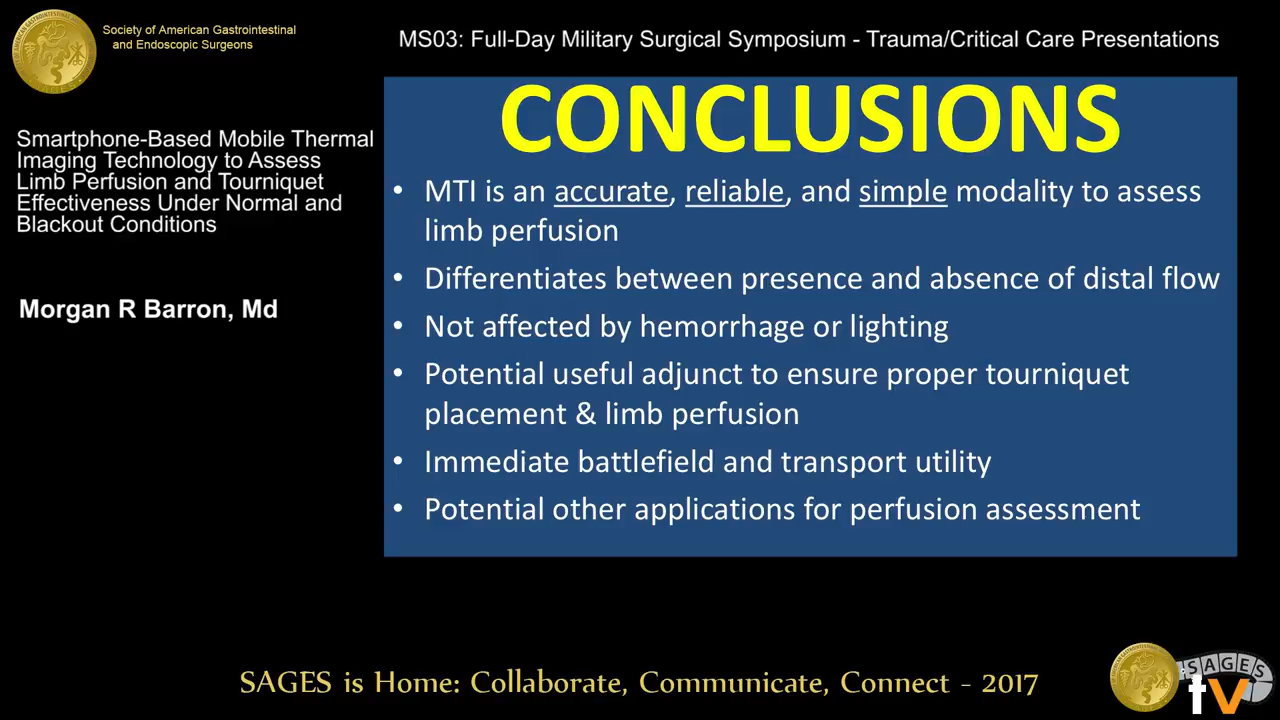 Society of American Gastrointestinal
and Endoscopic Surgeons
MS03: Full-Day Military Surgical Symposium - Trauma/Critical Care Presentations
Smartphone-Based Mobile Thermal
Imaging Technology to Assess
Limb Perfusion and Tourniquet
Effectiveness Under Normal and
Blackout Conditions
Morgan R Barron, Md
CONCLUSIONS
• MTI is an accurate, reliable, and simple modality to assess
limb perfusion
• Differentiates between presence and absence of distal flow
• Not affected by hemorrhage or lighting
• Potential useful adjunct to ensure proper tourniquet
placement & limb perfusion
• Immediate battlefield and transport utility
• Potential other applications for perfusion assessment
SAGES is Home: Collaborate, Communicate, Connect - 2017
SAGES
tv